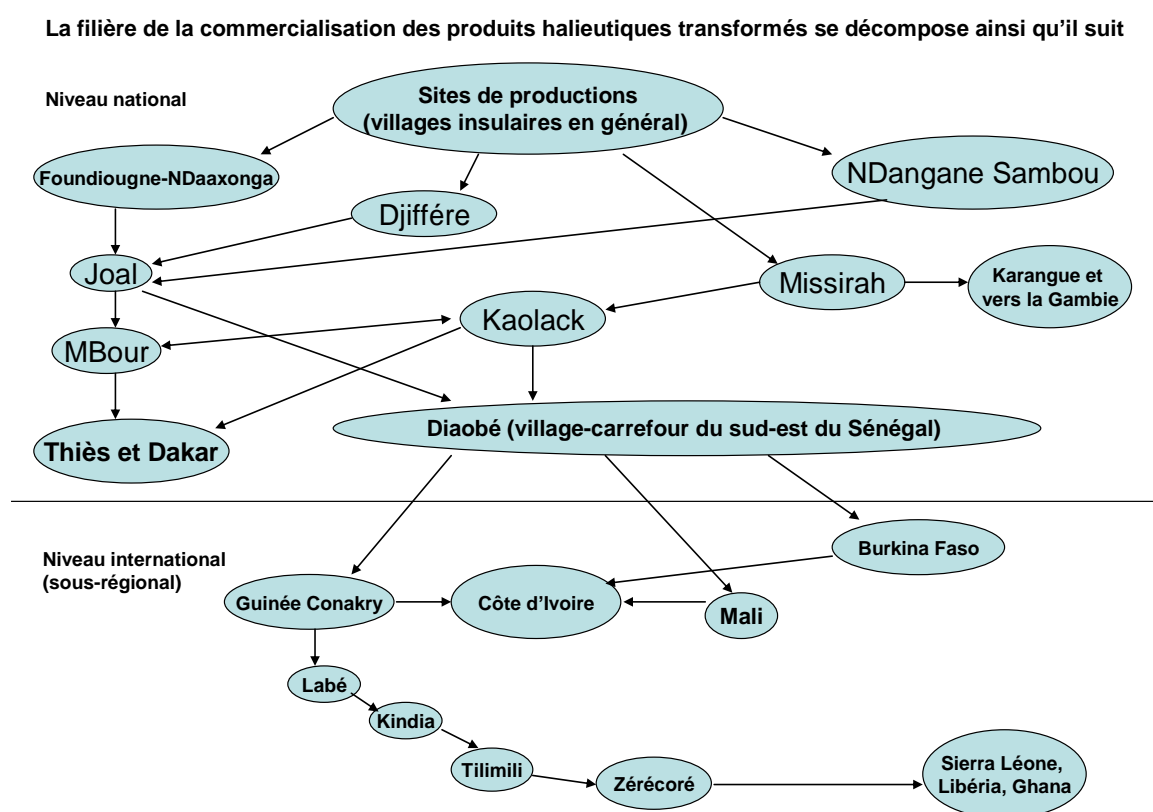 La filière de la commercialisation des produits halieutiques transformés se décompose ainsi qu'il suit
Niveau national
Sites de productions
(villages insulaires en général)
Foundiougne-NDaaxonga
NDangane Sambou
Djiffére
Joal
Missirah
Karangue et
vers la Gambie
Kaolack
MBour
Diaobé (village-carrefour du sud-est du Sénégal)
Thiès et Dakar
Niveau international
(sous-régional)
Burkina Faso
Guinée Conakry
Côte d'Ivoire
Mali
Labé
Kindia
Tilimili
Zérécoré
Sierra Léone,
Libéria, Ghana